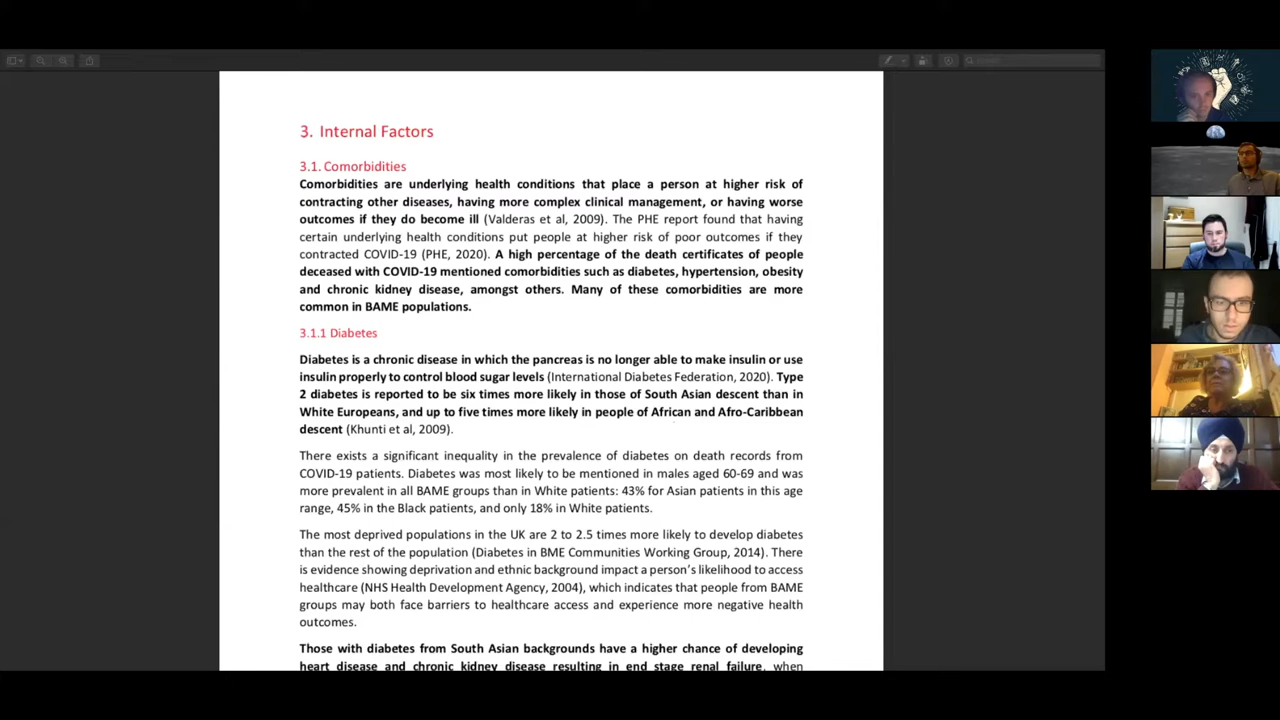 3. Internal Factors
3.1. Comorbidities
Comorbidities are underlying health conditions that place a person at higher risk of
contracting other diseases, having more complex clinical management, or having worse
outcomes if they do become ill (Valderas et al, 2009). The PHE report found that having
certain underlying health conditions put people at higher risk of poor outcomes if they
contracted COVID-19 (PHE, 2020). A high percentage of the death certificates of people
deceased with COVID-19 mentioned comorbidities such as diabetes, hypertension, obesity
and chronic kidney disease, amongst others. Many of these comorbidities are more
common in BAME populations.
3.1.1 Diabetes
Diabetes is a chronic disease in which the pancreas is no longer able to make insulin or use
insulin properly to control blood sugar levels (International Diabetes Federation, 2020). Type
2 diabetes is reported to be six times more likely in those of South Asian descent than in
White Europeans, and up to five times more likely in people of African and Afro-Caribbean
descent (Khunti et al, 2009).
There exists a significant inequality in the prevalence of diabetes on death records from
COVID-19 patients. Diabetes was most likely to be mentioned in males aged 60-69 and was
more prevalent in all BAME groups than in White patients: 43% for Asian patients in this age
range, 45% in the Black patients, and only 18% in White patients.
The most deprived populations in the UK are 2 to 2.5 times more likely to develop diabetes
than the rest of the population (Diabetes in BME Communities Working Group, 2014). There
is evidence showing deprivation and ethnic background impact a person's likelihood to access
healthcare (NHS Health Development Agency, 2004), which indicates that people from BAME
groups may both face barriers to healthcare access and experience more negative health
outcomes.
Those with diabetes from South Asian backgrounds have a higher chance of developing
heart disease and chronic kidney disease resulting in end stage renal failure, when